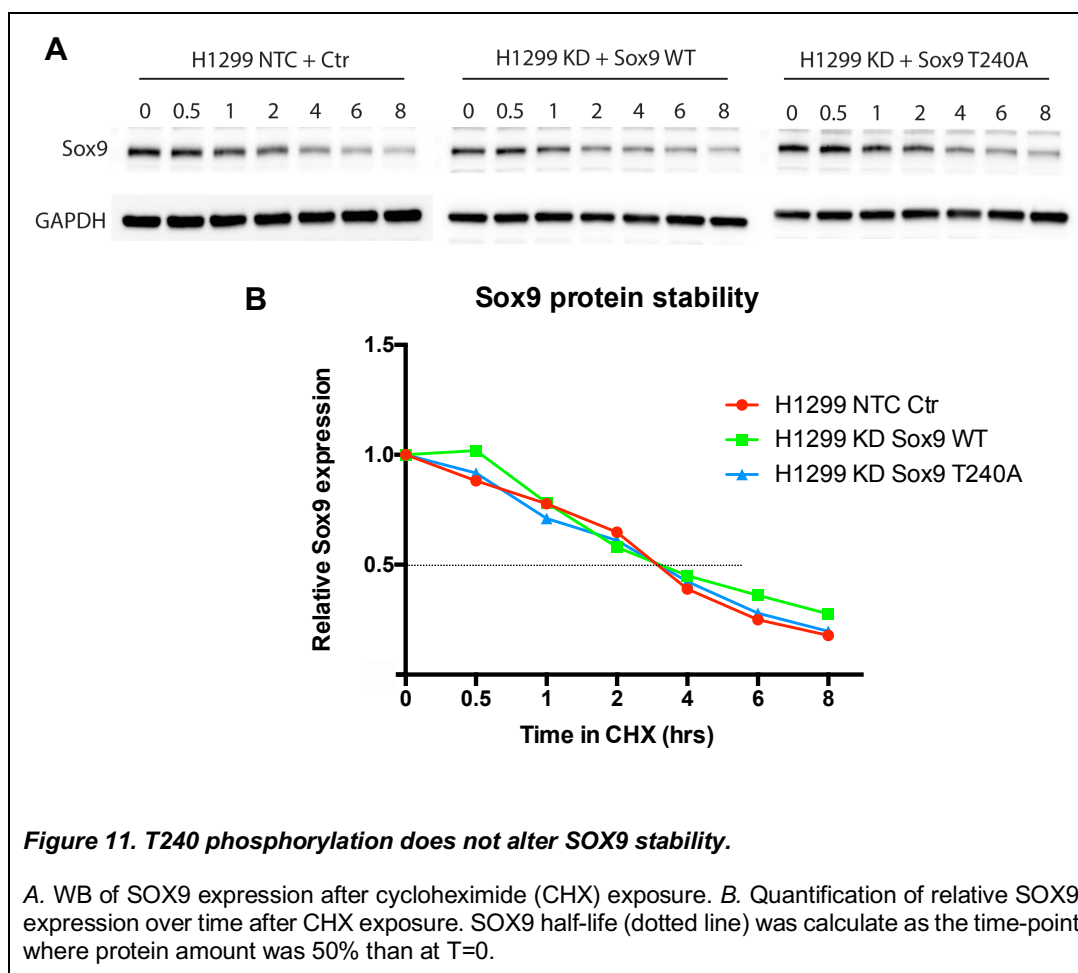 A
H1299 NTC + Ctr H1299 KD + Sox9 WT H1299 KD + Sox9 T240A
0 0.5 1 2 4 6 8 0 0.5 1 2 4 6 8 0 0.5 1 2 4 6 8
Sox9
GAPDH
B Sox9 protein stability
1.5
1.0
0.5
Relative Sox9 expression
H1299 NTC Ctr
H1299 KD Sox9 WT
H1299 KD Sox9 T240A
0 0.5 1 2 4 6 8
Time in CHX (hrs)
Figure 11. T240 phosphorylation does not alter SOX9 stability.
A. WB of SOX9 expression after cycloheximide (CHX) exposure. B. Quantification of relative SOX9
expression over time after CHX exposure. SOX9 half-life (dotted line) was calculate as the time-point
where protein amount was 50% than at T=0.